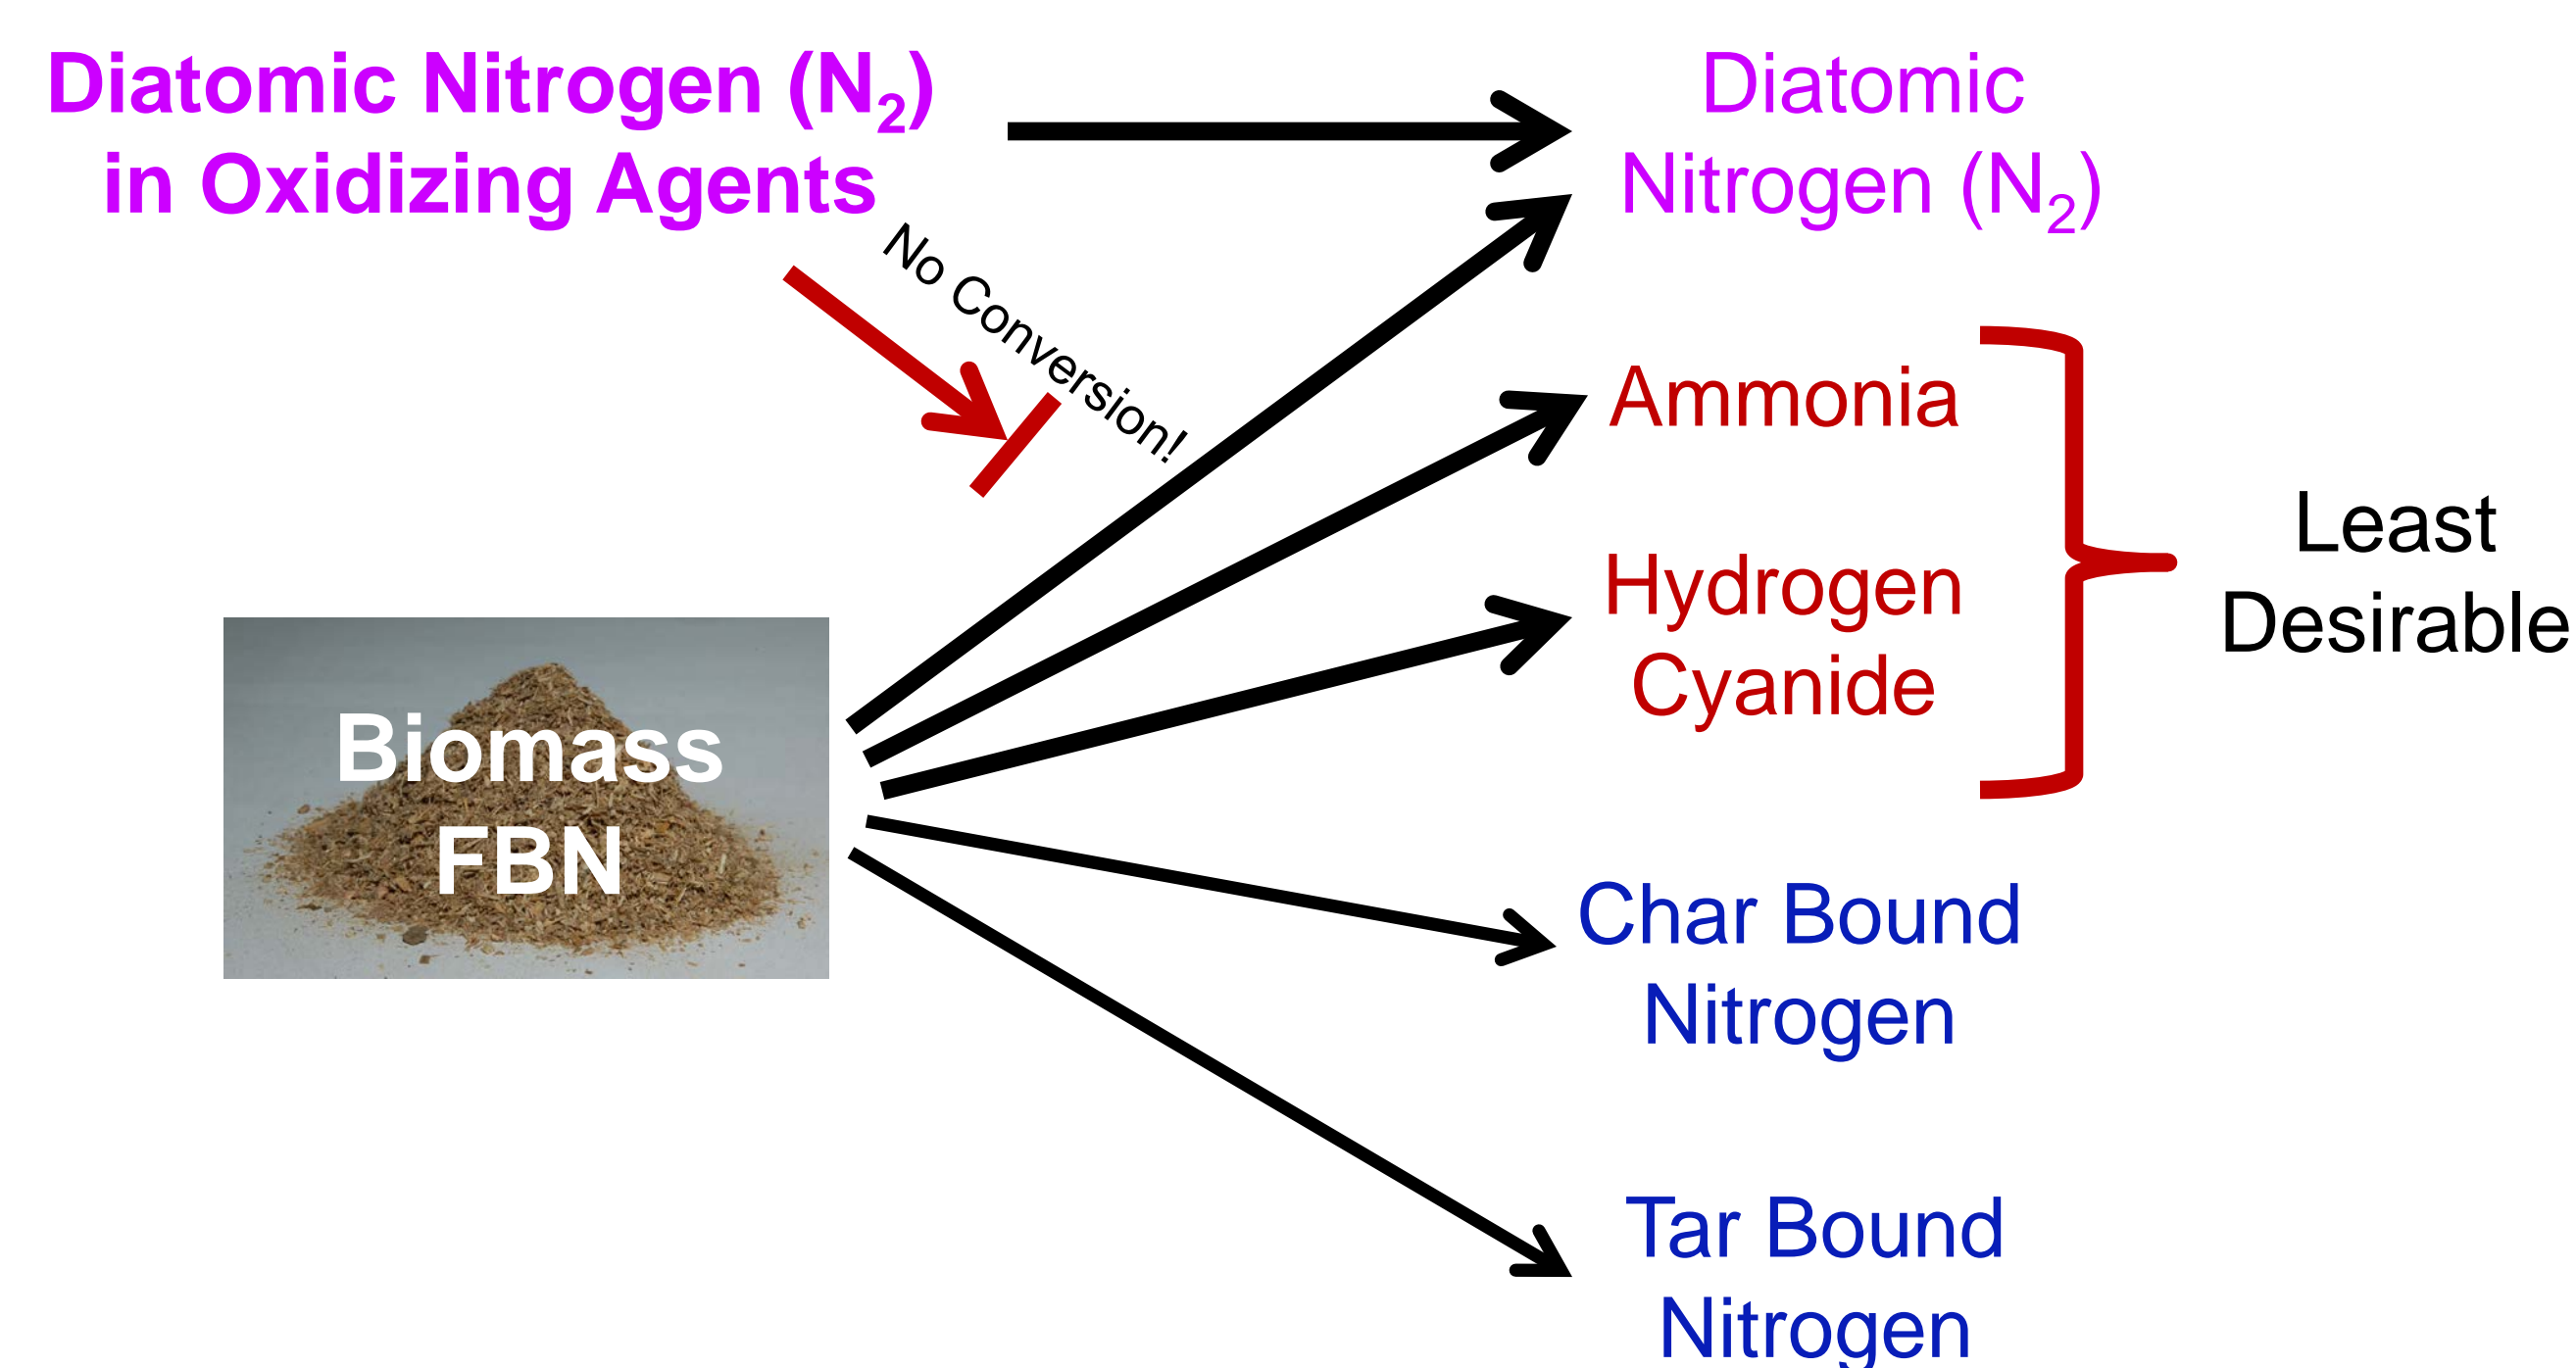 Diatomic Nitrogen (N₂)
in Oxidizing Agents
Diatomic
Nitrogen (N₂)
No Conversion!
Ammonia
Hydrogen
Cyanide
Least
Desirable
Biomass
FBN
Char Bound
Nitrogen
Tar Bound
Nitrogen